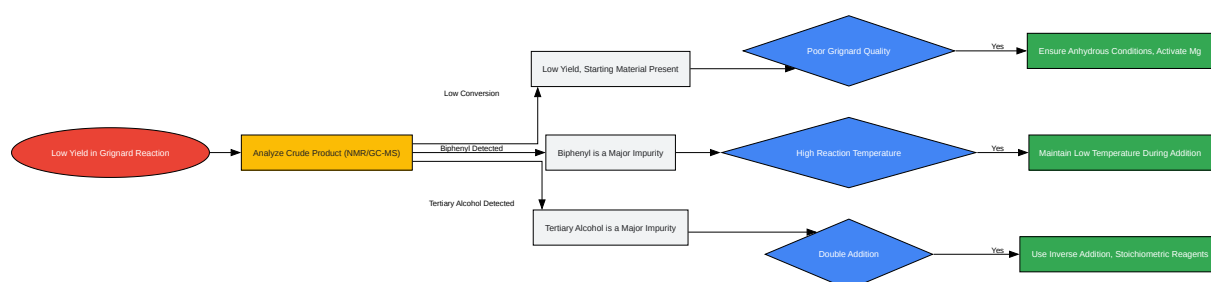 Poor Grignard Quality
Yes
Ensure Anhydrous Conditions, Activate Mg
Low Yield, Starting Material Present
Low Conversion
Low Yield in Grignard Reaction
Analyze Crude Product (NMR/GC-MS)
Biphenyl Detected
Biphenyl is a Major Impurity
High Reaction Temperature
Yes
Maintain Low Temperature During Addition
Tertiary Alcohol Detected
Tertiary Alcohol is a Major Impurity
Double Addition
Yes
Use Inverse Addition, Stoichiometric Reagents